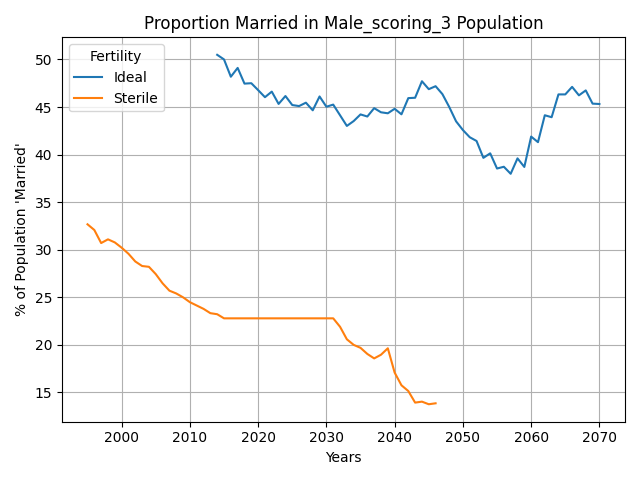 Proportion Married in Male_scoring_3 Population
Fertility
Ideal
Sterile
% of Population 'Married'
50
45
40
35
30
25
20
15
2000
2010
2020
2030
2040
2050
2060
2070
Years